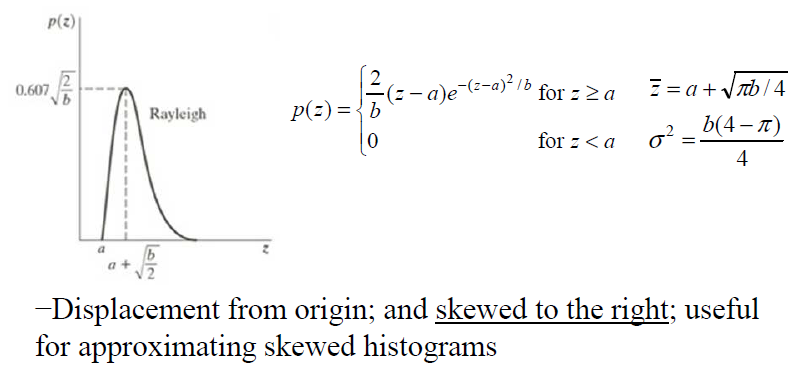 p(z)
0.607 √(2/b)
Rayleigh
a
a + √(b/2)
z
p(z) = { (2/b)(z − a)e^{−(z−a)²/b} for z ≥ a
0 for z < a
z̄ = a + √(πb/4)
σ² = b(4 − π)/4
−Displacement from origin; and skewed to the right; useful
for approximating skewed histograms